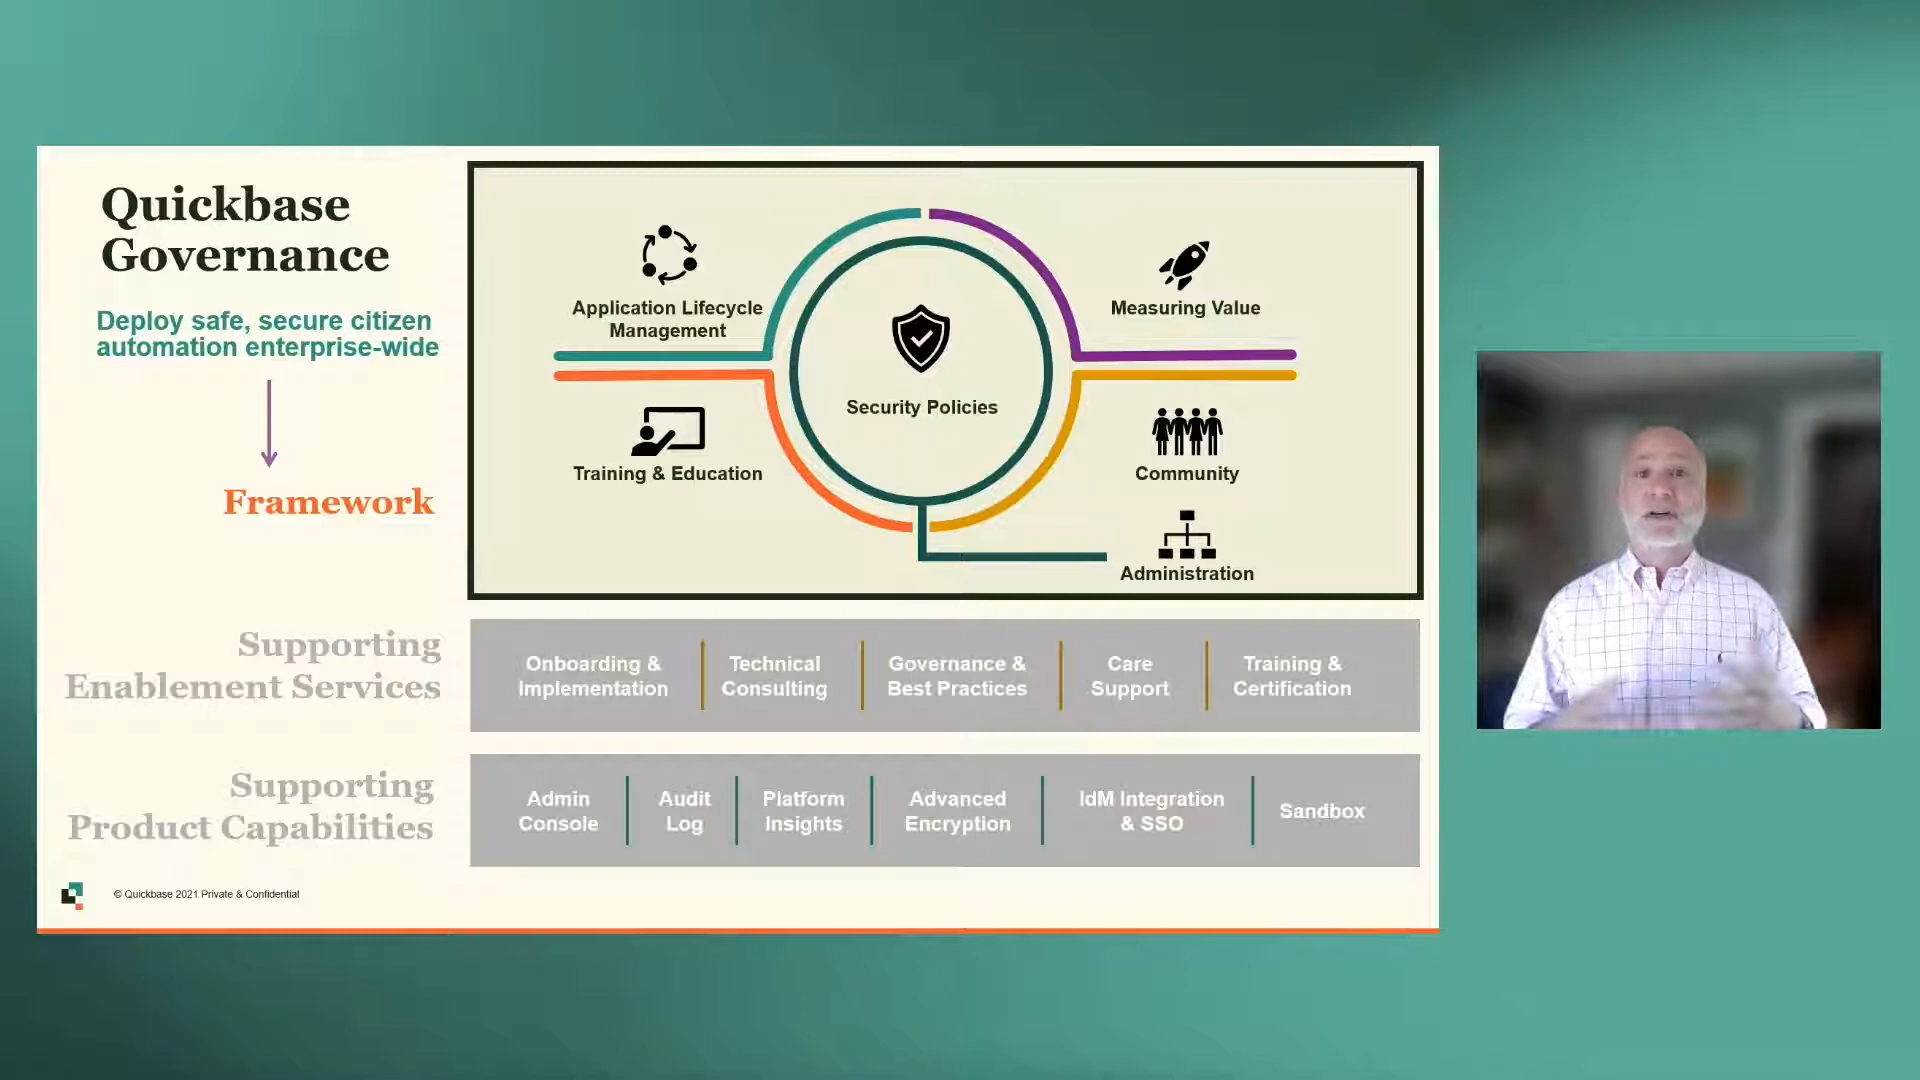 Quickbase
Governance
Deploy safe, secure citizen
automation enterprise-wide
Framework
Application Lifecycle
Management
Measuring Value
Security Policies
Training & Education
Community
Administration
Supporting
Enablement Services
Onboarding &
Implementation
Technical
Consulting
Governance &
Best Practices
Care
Support
Training &
Certification
Supporting
Product Capabilities
Admin
Console
Audit
Log
Platform
Insights
Advanced
Encryption
IdM Integration
& SSO
Sandbox
© Quickbase 2021 Private & Confidential